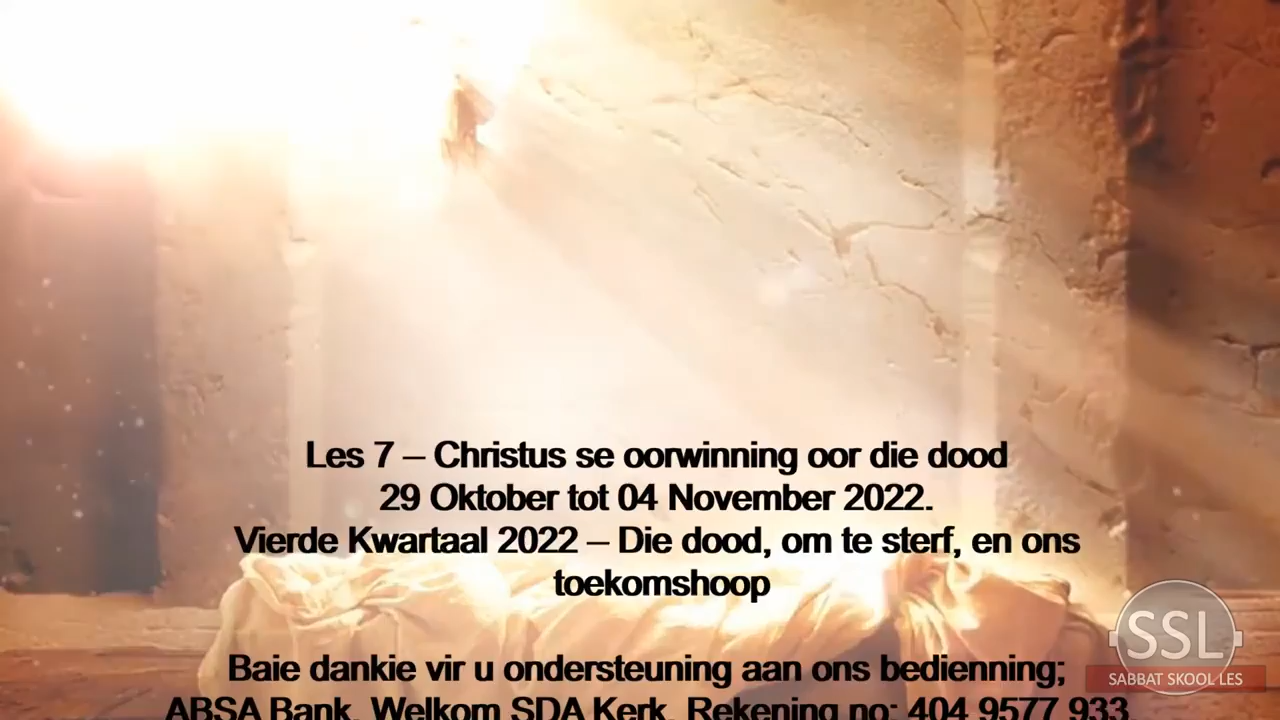 Les 7 – Christus se oorwinning oor die dood
29 Oktober tot 04 November 2022.
Vierde Kwartaal 2022 – Die dood, om te sterf, en ons
toekomshoop
Baie dankie vir u ondersteuning aan ons bedienning;
ABSA Bank, Welkom SDA Kerk, Rekening no: 404 9577 933
SSL
SABBAT SKOOL LES